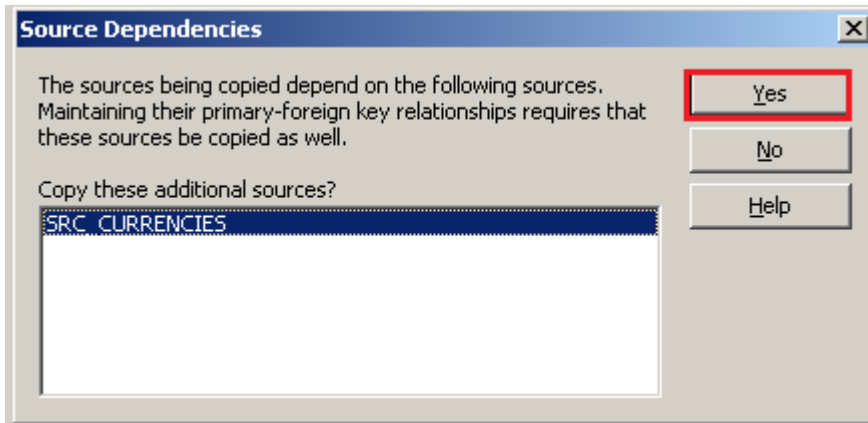 Source Dependencies
The sources being copied depend on the following sources.
Maintaining their primary-foreign key relationships requires that
these sources be copied as well.
Copy these additional sources?
SRC_CURRENCIES
Yes
No
Help